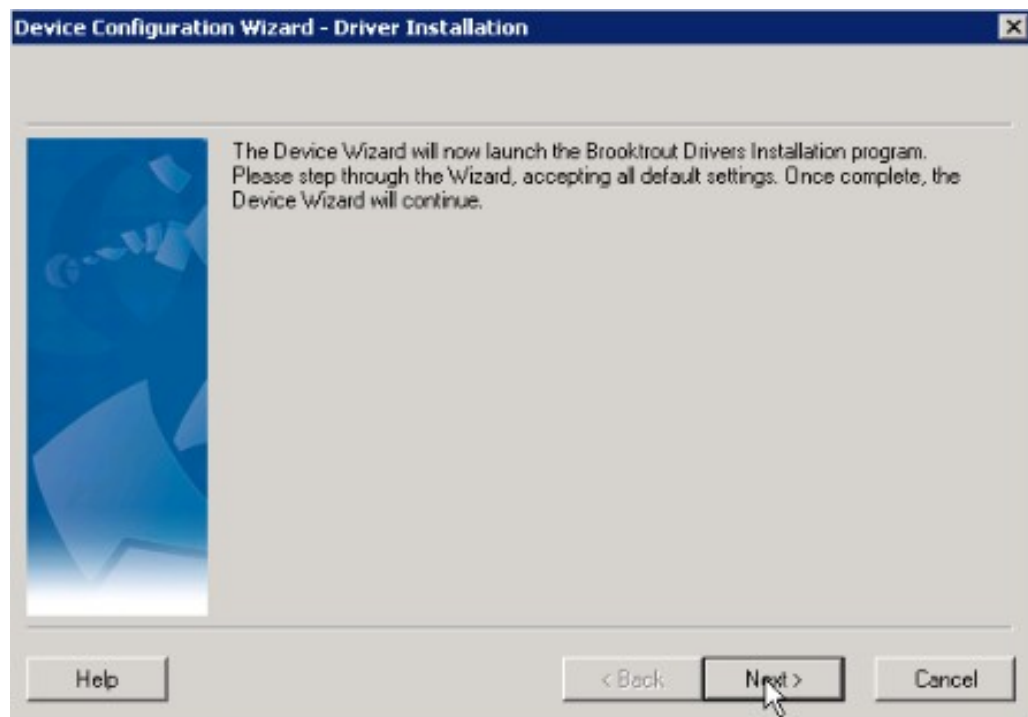 Device Configuration Wizard - Driver Installation
The Device Wizard will now launch the Brooktrout Drivers Installation program.
Please step through the Wizard, accepting all default settings. Once complete, the
Device Wizard will continue.
Help
< Back
Next >
Cancel